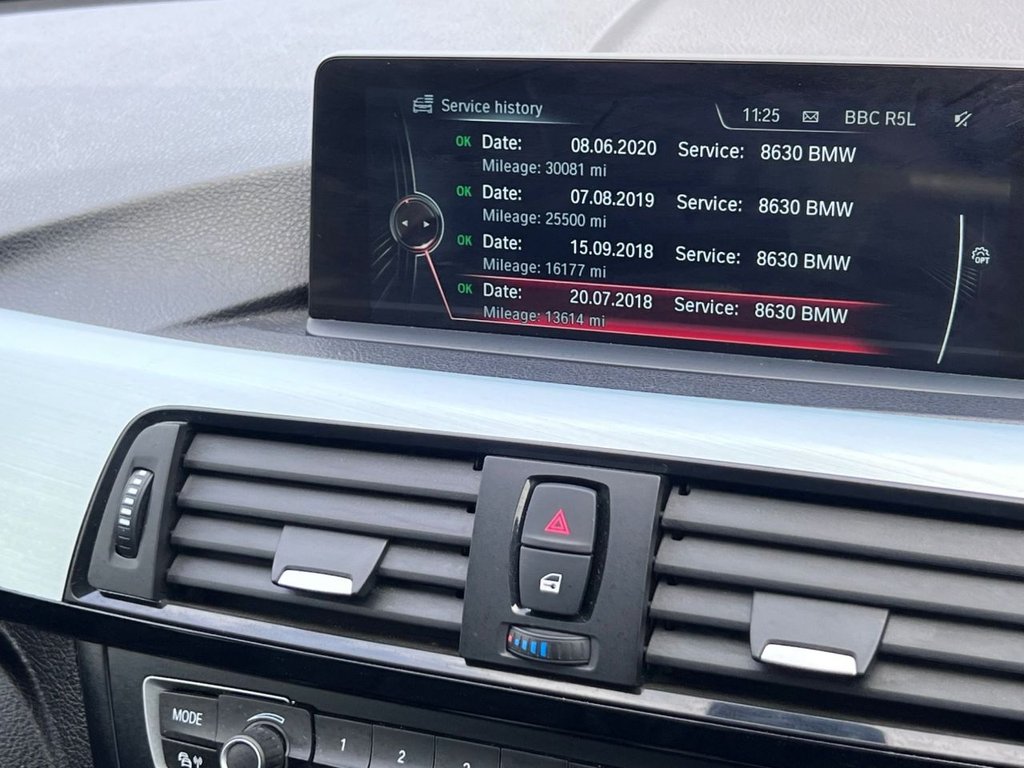 Service history
11:25 BBC R5L
OK Date: 08.06.2020 Service: 8630 BMW
Mileage: 30081 mi
OK Date: 07.08.2019 Service: 8630 BMW
Mileage: 25500 mi
OK Date: 15.09.2018 Service: 8630 BMW
Mileage: 16177 mi
OPT
OK Date: 20.07.2018 Service: 8630 BMW
Mileage: 13614 mi
MODE
1
2